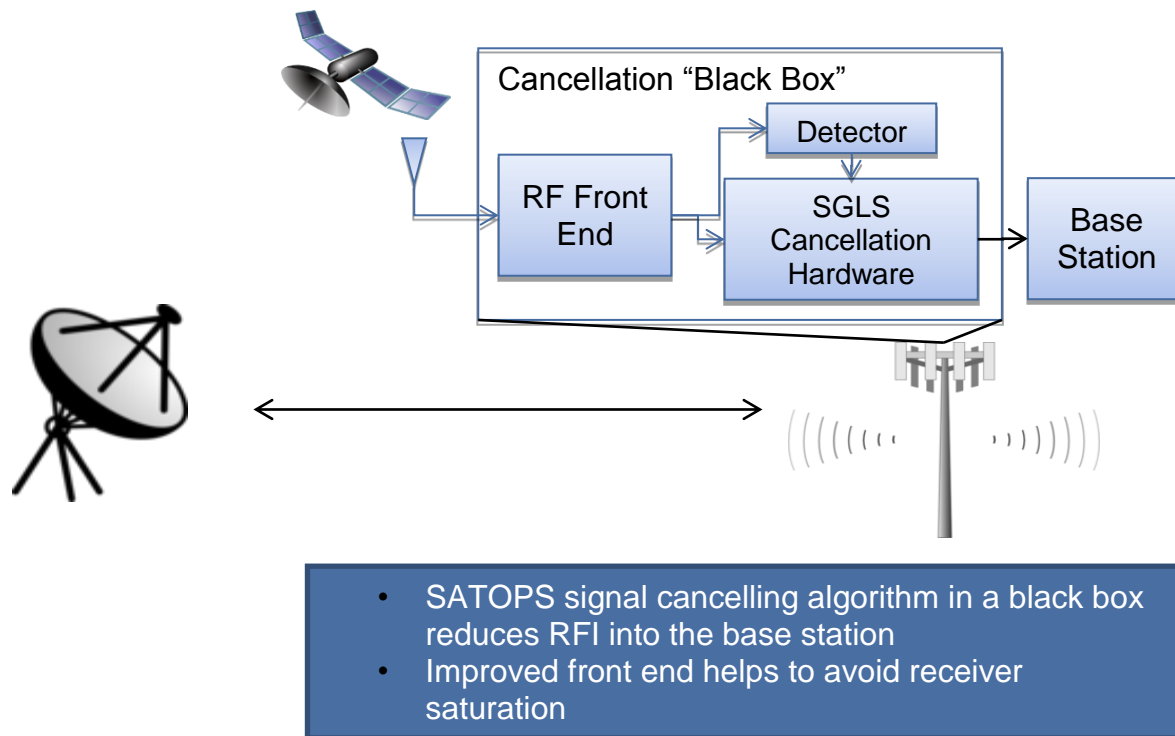 Cancellation “Black Box”
Detector
RF Front
End
SGLS
Cancellation
Hardware
Base
Station
• SATOPS signal cancelling algorithm in a black box
reduces RFI into the base station
• Improved front end helps to avoid receiver
saturation